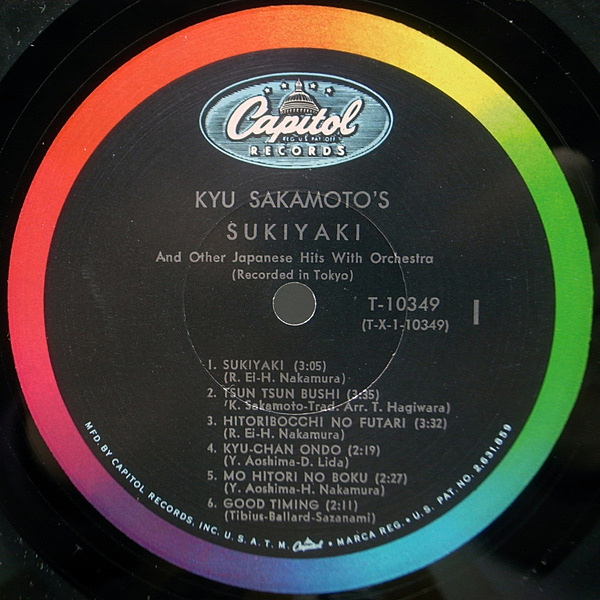 Capitol
REG. U.S. PAT. OFF.
RECORDS
KYU SAKAMOTO'S
SUKIYAKI
And Other Japanese Hits With Orchestra
(Recorded in Tokyo)
T-10349 1
(T-X-1-10349)
1. SUKIYAKI (3:05)
(R. Ei-H. Nakamura)
2. TSUN TSUN BUSHI (3:35)
(K. Sakamoto-Trad. Arr. T. Hagiwara)
3. HITORIBOCCHI NO FUTARI (3:32)
(R. Ei-H. Nakamura)
4. KYU-CHAN ONDO (2:19)
(Y. Aoshima-D. Lida)
5. MO HITORI NO BOKU (2:27)
(Y. Aoshima-H. Nakamura)
6. GOOD TIMING (2:11)
(Tibius-Ballard-Sazanami)
MFD. BY CAPITOL RECORDS, INC. U.S.A. T.M. Capitol • MARCA REG. • U.S. PAT. NO. 2,631,859